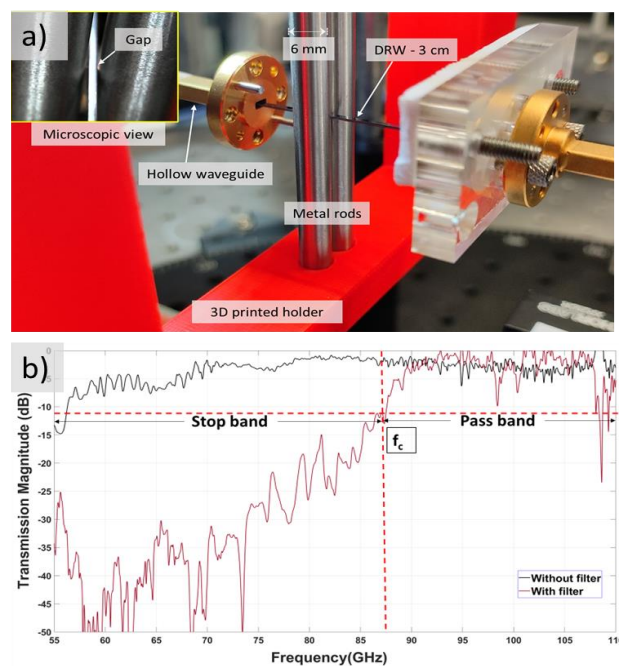 a)
Gap
Microscopic view
6 mm
DRW - 3 cm
Hollow waveguide
Metal rods
3D printed holder
b)
Transmission Magnitude (dB)
0
-5
-10
-15
-20
-25
-30
-35
-40
-45
-50
Stop band
Pass band
fc
Without filter
With filter
55
60
65
70
75
80
85
90
95
100
105
110
Frequency(GHz)